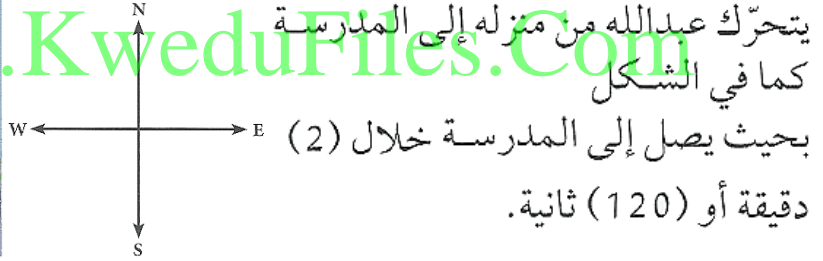 يتحرّك عبدالله من منزله إلى المدرسة
كما في الشكل
بحيث يصل إلى المدرسة خلال (2)
دقيقة أو (120) ثانية.
N
W
E
S
.KweduFiles.Com